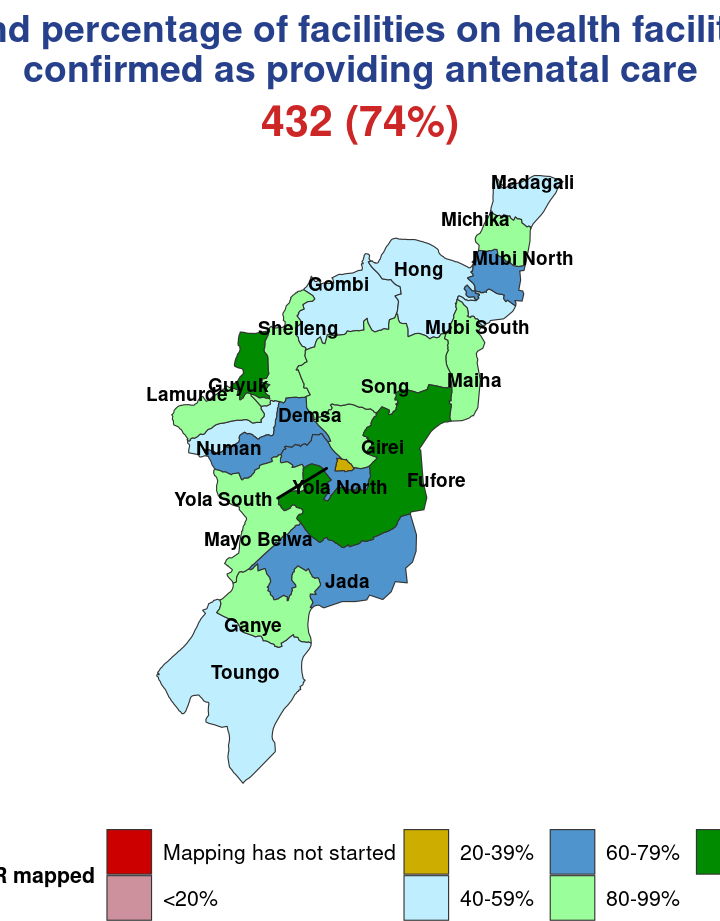 percentage of facilities on health
confirmed as providing antenatal care
432 (74%)
Madagali
Michika
Mubi North
Hong
Gombi
Mubi South
Shelleng
Maiha
Guyuk
Song
Lamurde
Demsa
Girei
Numan
Fufore
Yola North
Yola South
Mayo Belwa
Jada
Ganye
Toungo
R mapped
Mapping has not started
20-39%
60-79%
<20%
40-59%
80-99%